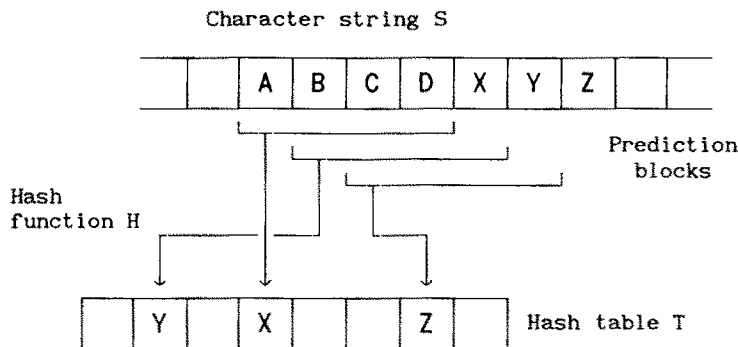 Character string S
A B C D X Y Z
Prediction
blocks
Hash
function H
Y X Z Hash table T